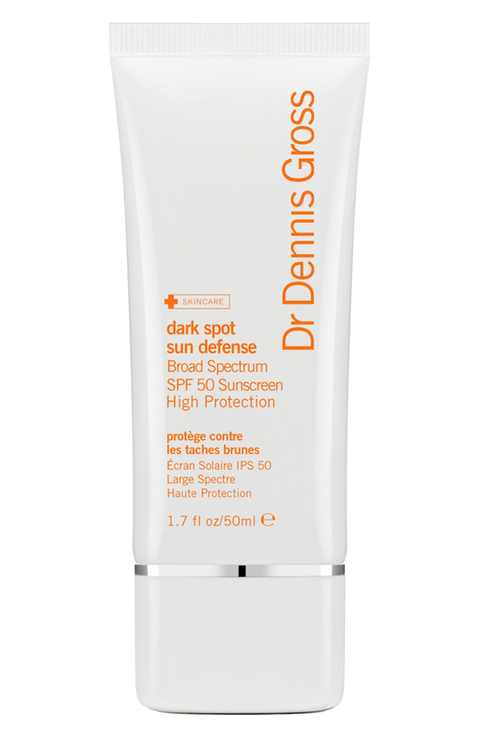 Dr Dennis Gross
SKINCARE
dark spot
sun defense
Broad Spectrum
SPF 50 Sunscreen
High Protection
protège contre
les taches brunes
Écran Solaire IPS 50
Large Spectre
Haute Protection
1.7 fl oz/50ml ℮